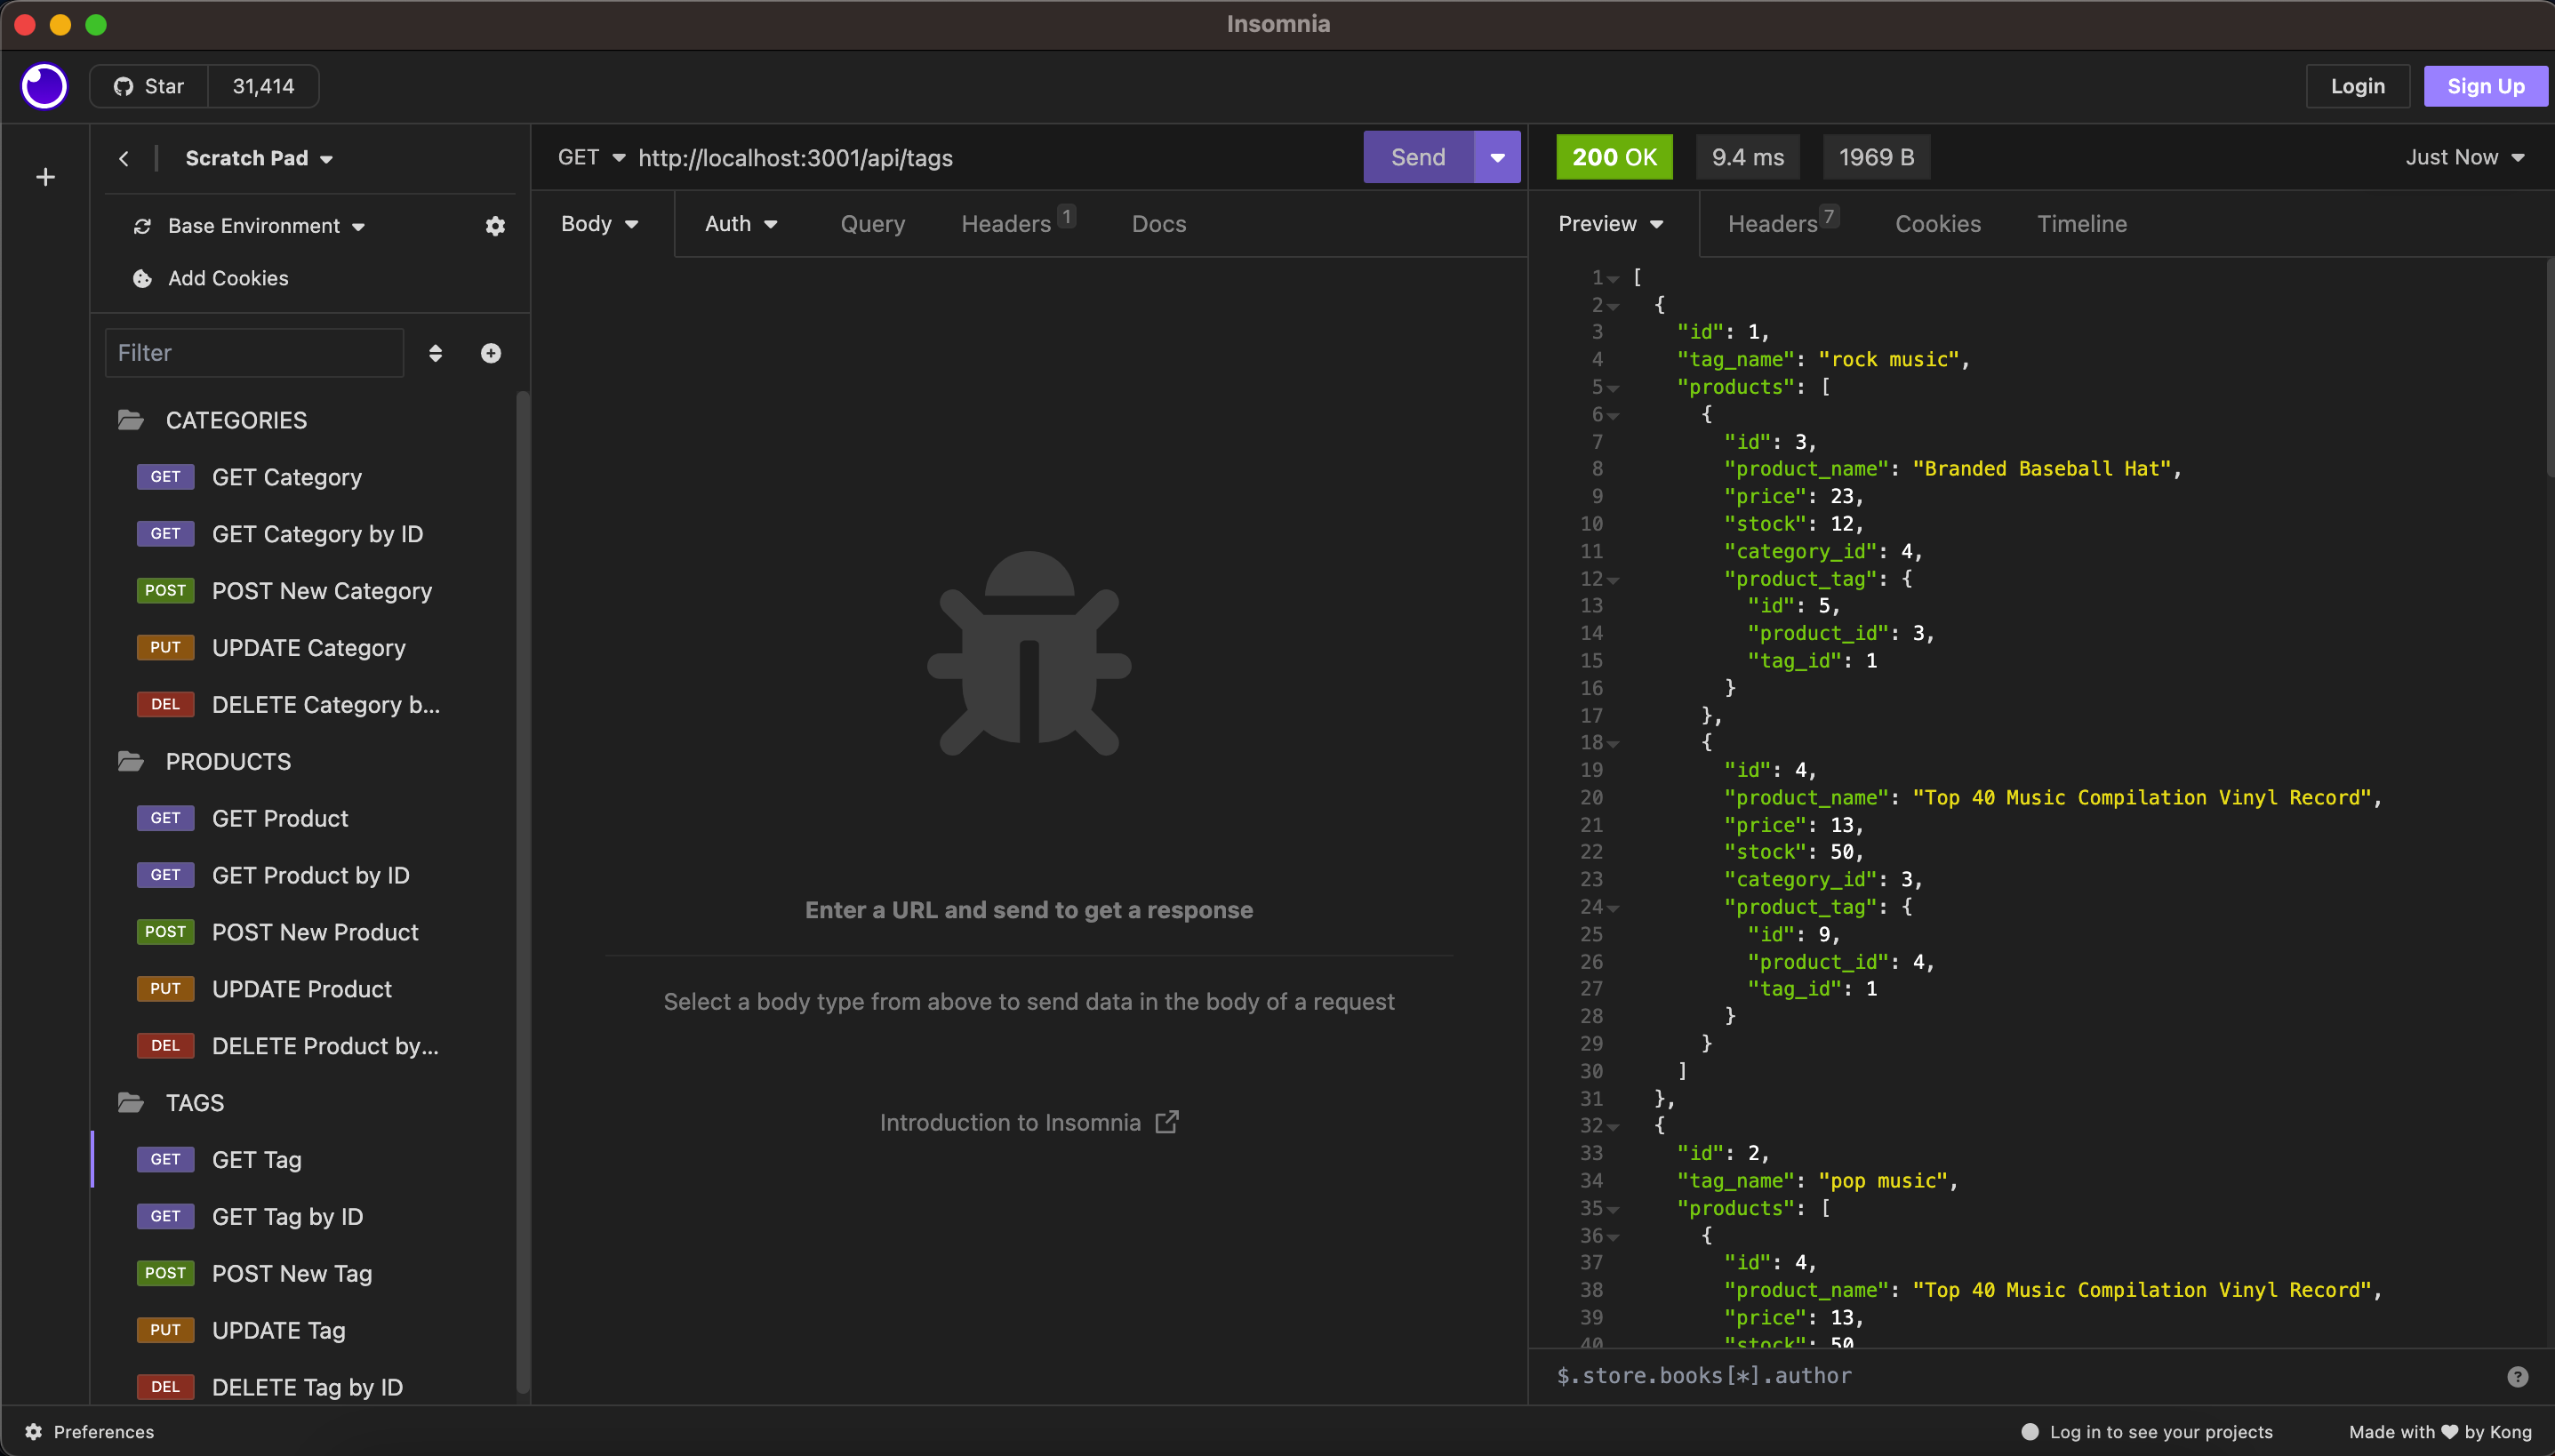 Insomnia
Star 31,414
Login Sign Up
Scratch Pad
Base Environment
Add Cookies
Filter
CATEGORIES
GET GET Category
GET GET Category by ID
POST POST New Category
PUT UPDATE Category
DEL DELETE Category b...
PRODUCTS
GET GET Product
GET GET Product by ID
POST POST New Product
PUT UPDATE Product
DEL DELETE Product by...
TAGS
GET GET Tag
GET GET Tag by ID
POST POST New Tag
PUT UPDATE Tag
DEL DELETE Tag by ID
GET http://localhost:3001/api/tags Send
Body Auth Query Headers 1 Docs
Enter a URL and send to get a response
Select a body type from above to send data in the body of a request
Introduction to Insomnia
200 OK 9.4 ms 1969 B Just Now
Preview Headers 7 Cookies Timeline
1 [
2 {
3 "id": 1,
4 "tag_name": "rock music",
5 "products": [
6 {
7 "id": 3,
8 "product_name": "Branded Baseball Hat",
9 "price": 23,
10 "stock": 12,
11 "category_id": 4,
12 "product_tag": {
13 "id": 5,
14 "product_id": 3,
15 "tag_id": 1
16 }
17 },
18 {
19 "id": 4,
20 "product_name": "Top 40 Music Compilation Vinyl Record",
21 "price": 13,
22 "stock": 50,
23 "category_id": 3,
24 "product_tag": {
25 "id": 9,
26 "product_id": 4,
27 "tag_id": 1
28 }
29 }
30 ]
31 },
32 {
33 "id": 2,
34 "tag_name": "pop music",
35 "products": [
36 {
37 "id": 4,
38 "product_name": "Top 40 Music Compilation Vinyl Record",
39 "price": 13,
40 "stock": 50
$.store.books[*].author
Preferences
Log in to see your projects
Made with ❤ by Kong